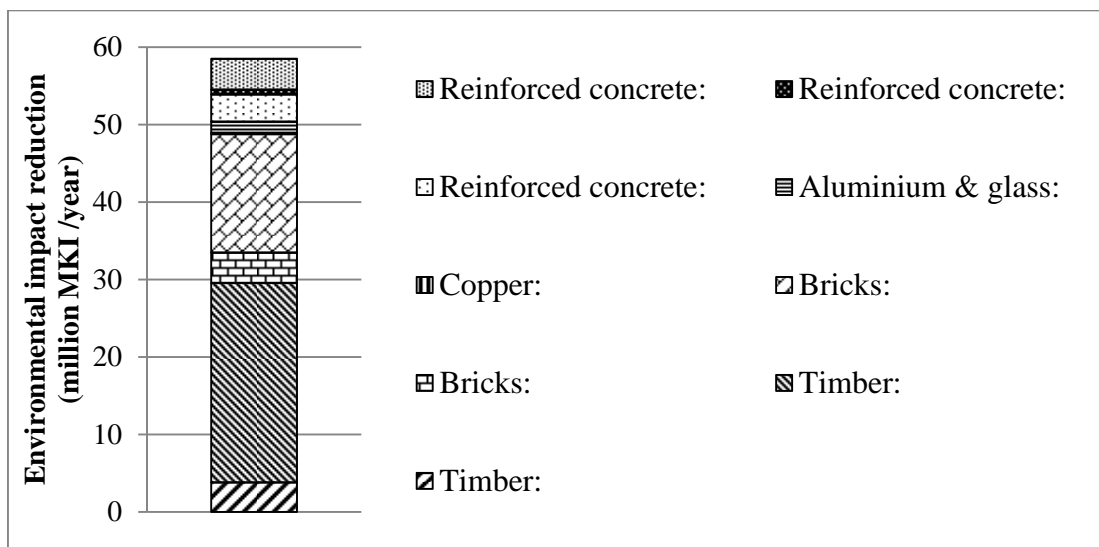 Environmental impact reduction
(million MKI /year)
60
50
40
30
20
10
0
Reinforced concrete:
Reinforced concrete:
Reinforced concrete:
Aluminium & glass:
Copper:
Bricks:
Bricks:
Timber:
Timber: